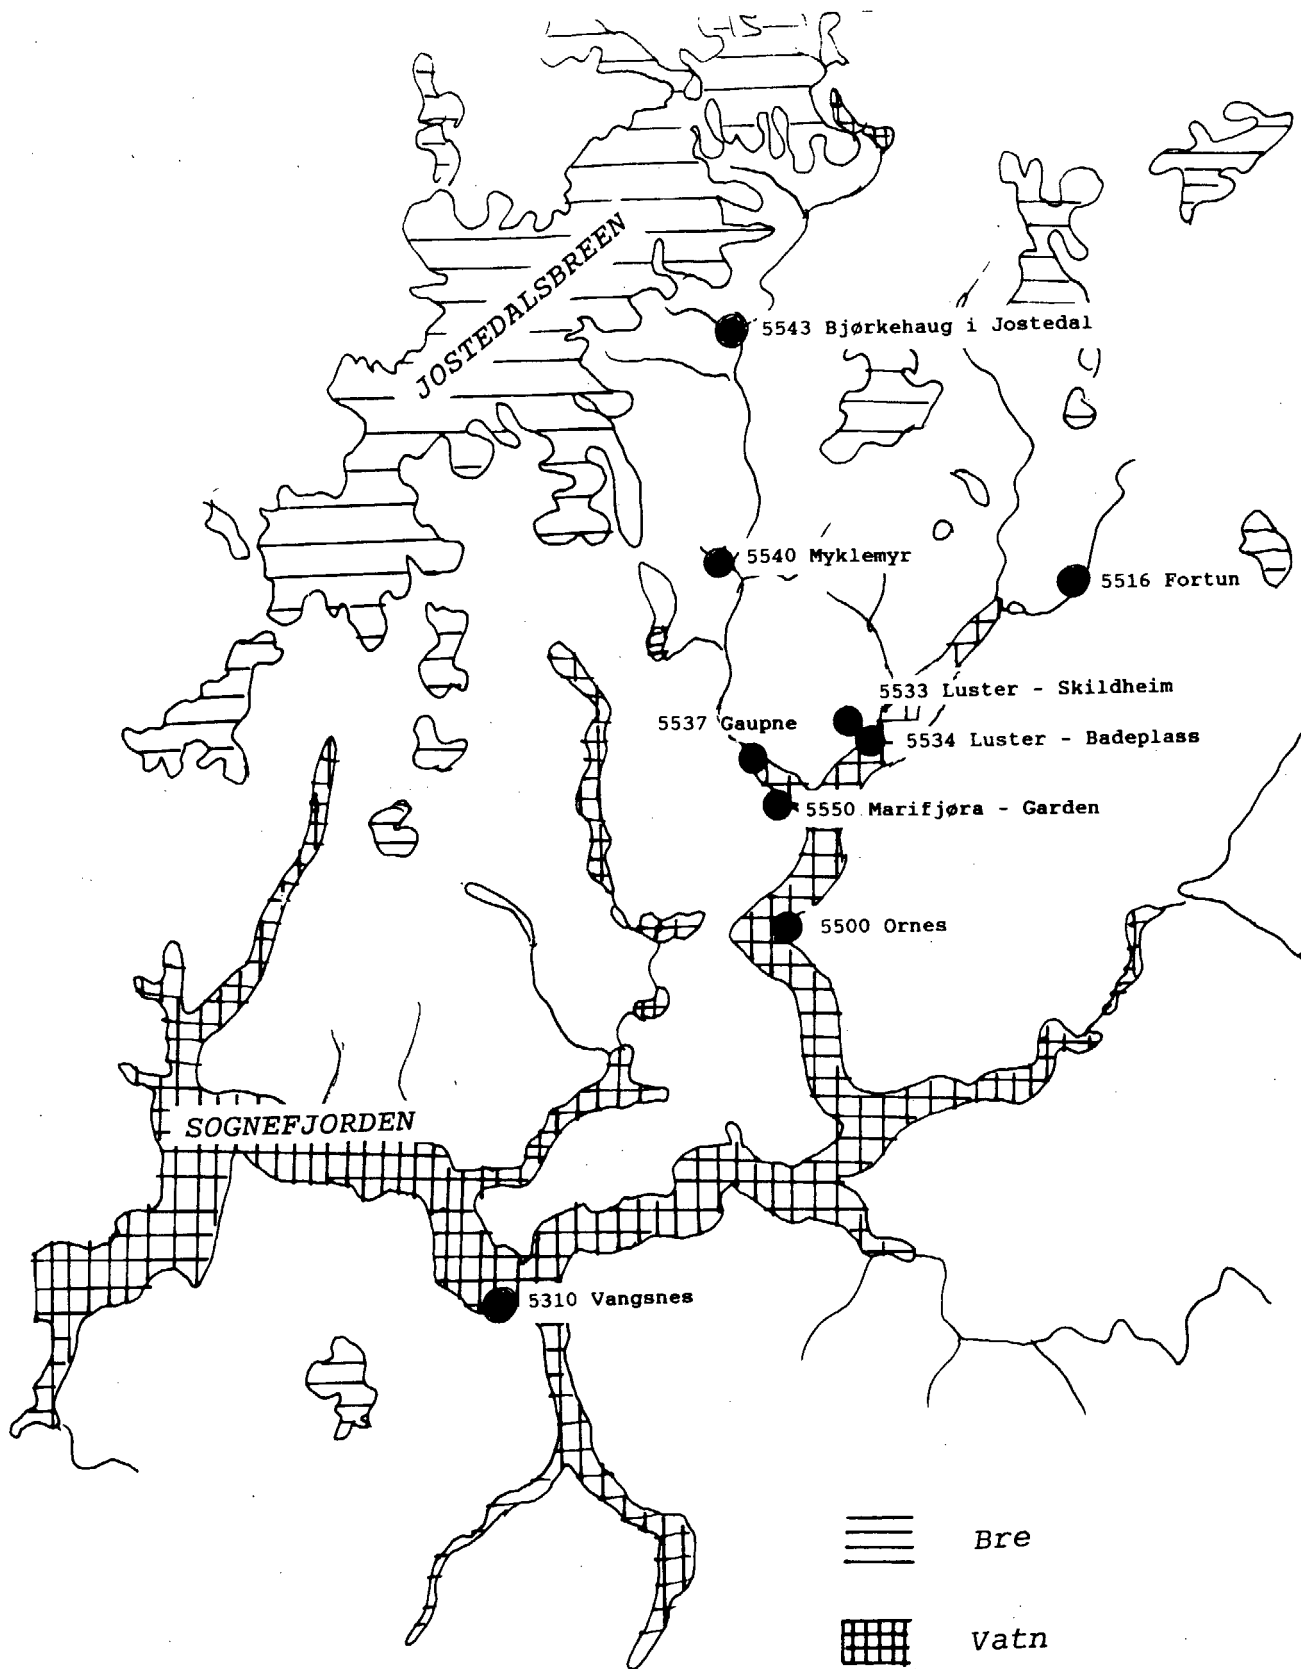 JOSTEDALSBREEN
5543 Bjørkehaug i Jostedal
5540 Myklemyr
5516 Fortun
5533 Luster - Skildheim
5537 Gaupne
5534 Luster - Badeplass
5550 Marifjøra - Garden
5500 Ornes
SOGNEFJORDEN
5310 Vangsnes
Bre
Vatn